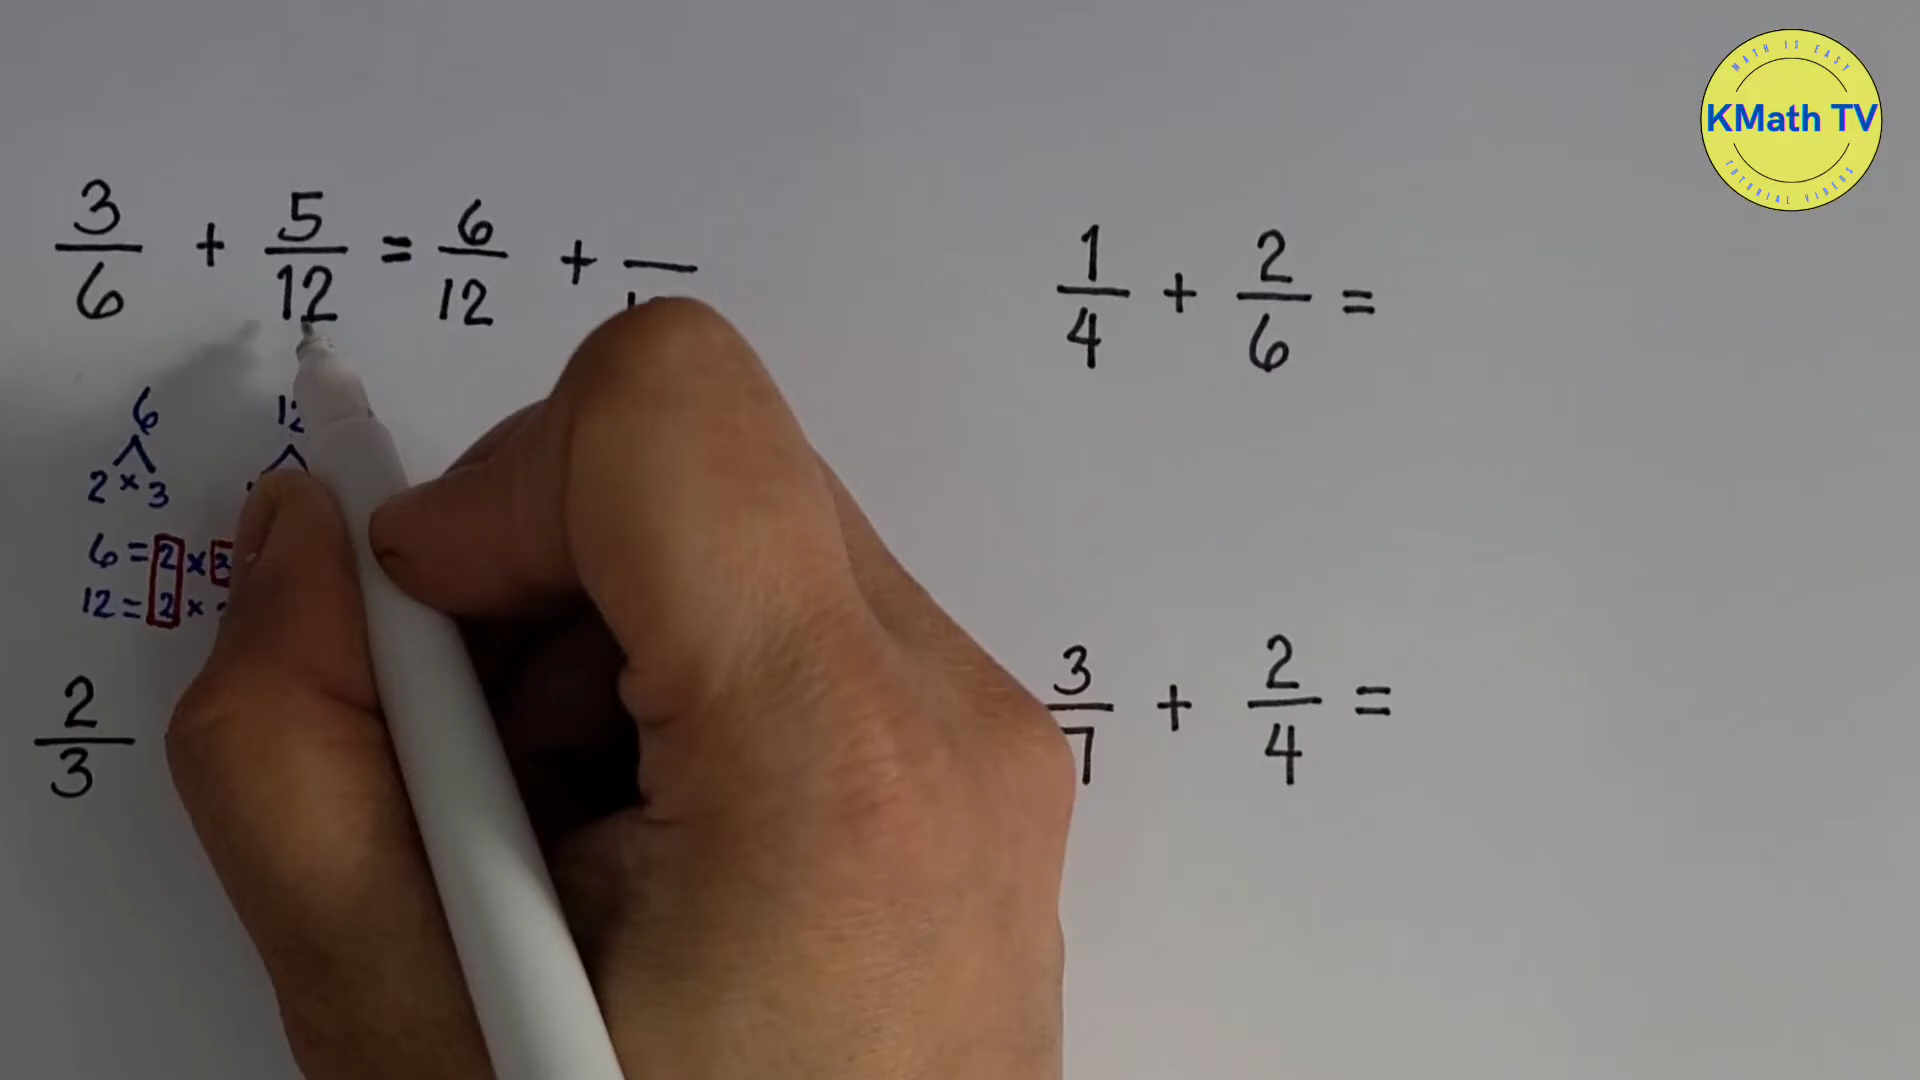 MATH IS EASY
KMath TV
TUTORIAL VIDEOS
3/6 + 5/12 = 6/12 +
6
2 × 3
12
6 = 2 × 3
12 = 2 ×
2/3
1/4 + 2/6 =
3/7 + 2/4 =